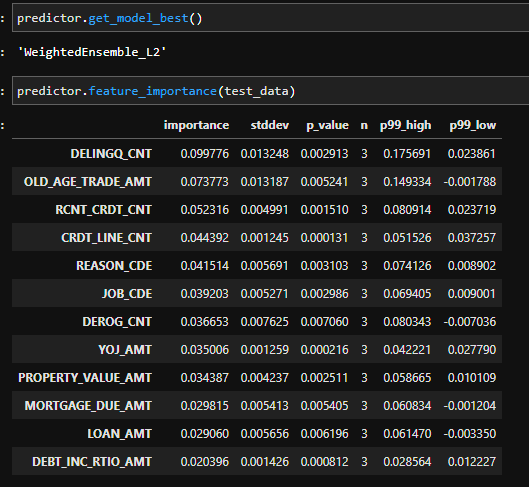 : predictor.get_model_best()
: 'WeightedEnsemble_L2'
: predictor.feature_importance(test_data)
:
importance stddev p_value n p99_high p99_low
DELINQ_CNT 0.099776 0.013248 0.002913 3 0.175691 0.023861
OLD_AGE_TRADE_AMT 0.073773 0.013187 0.005241 3 0.149334 -0.001788
RCNT_CRDT_CNT 0.052316 0.004991 0.001510 3 0.080914 0.023719
CRDT_LINE_CNT 0.044392 0.001245 0.000131 3 0.051526 0.037257
REASON_CDE 0.041514 0.005691 0.003103 3 0.074126 0.008902
JOB_CDE 0.039203 0.005271 0.002986 3 0.069405 0.009001
DEROG_CNT 0.036653 0.007625 0.007060 3 0.080343 -0.007036
YOJ_AMT 0.035006 0.001259 0.000216 3 0.042221 0.027790
PROPERTY_VALUE_AMT 0.034387 0.004237 0.002511 3 0.058665 0.010109
MORTGAGE_DUE_AMT 0.029815 0.005413 0.005405 3 0.060834 -0.001204
LOAN_AMT 0.029060 0.005656 0.006196 3 0.061470 -0.003350
DEBT_INC_RTIO_AMT 0.020396 0.001426 0.000812 3 0.028564 0.012227